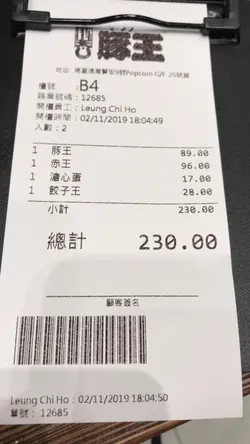 豚王
地址: 將軍澳唐賢街9號Popcorn G/F 25號舖
檯號 : B4
賬單號碼 : 12685
開檯員工 : Leung Chi Ho
開檯時間 : 02/11/2019 18:04:49
人數 : 2
1 豚王 89.00
1 赤王 96.00
1 溏心蛋 17.00
1 餃子王 28.00
小計 230.00
總計 230.00
顧客簽名
Leung Chi Ho : 02/11/2019 18:04:50
單號 : 12685